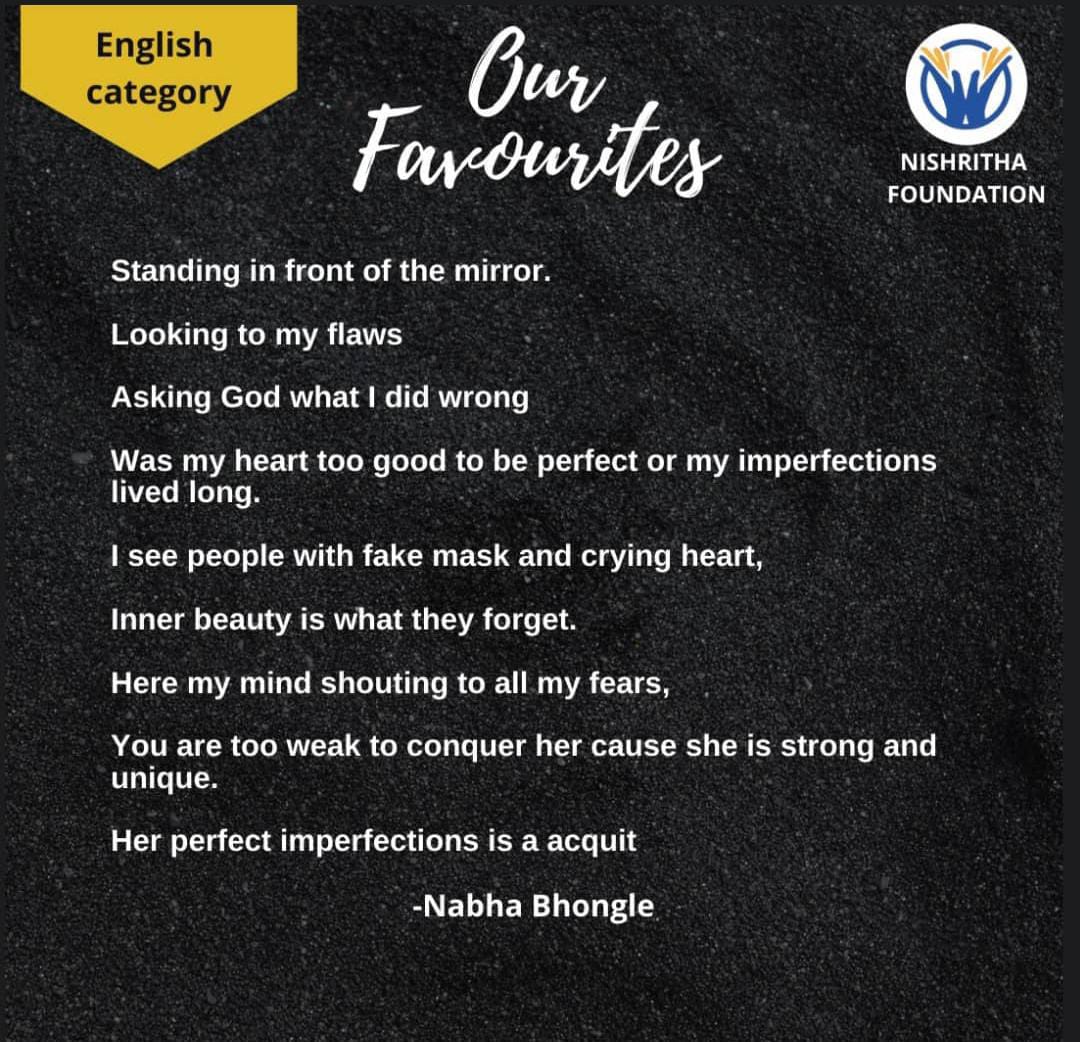 English
category
Our
Favourites
NISHRITHA
FOUNDATION
Standing in front of the mirror.
Looking to my flaws
Asking God what I did wrong
Was my heart too good to be perfect or my imperfections
lived long.
I see people with fake mask and crying heart,
Inner beauty is what they forget.
Here my mind shouting to all my fears,
You are too weak to conquer her cause she is strong and
unique.
Her perfect imperfections is a acquit
-Nabha Bhongle